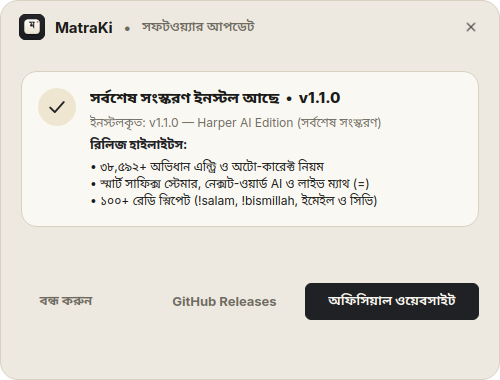 ম MatraKi • সফটওয়্যার আপডেট ×
সর্বশেষ সংস্করণ ইনস্টল আছে • v1.1.0
ইনস্টলকৃত: v1.1.0 — Harper AI Edition (সর্বশেষ সংস্করণ)
রিলিজ হাইলাইটস:
• ৩৮,৫৯২+ অভিধান এন্ট্রি ও অটো-কারেক্ট নিয়ম
• স্মার্ট সাফিক্স স্টেমার, নেক্সট-ওয়ার্ড AI ও লাইভ ম্যাথ (=)
• ১০০+ রেডি স্নিপেট (!salam, !bismillah, ইমেইল ও সিভি)
বন্ধ করুন GitHub Releases অফিসিয়াল ওয়েবসাইট